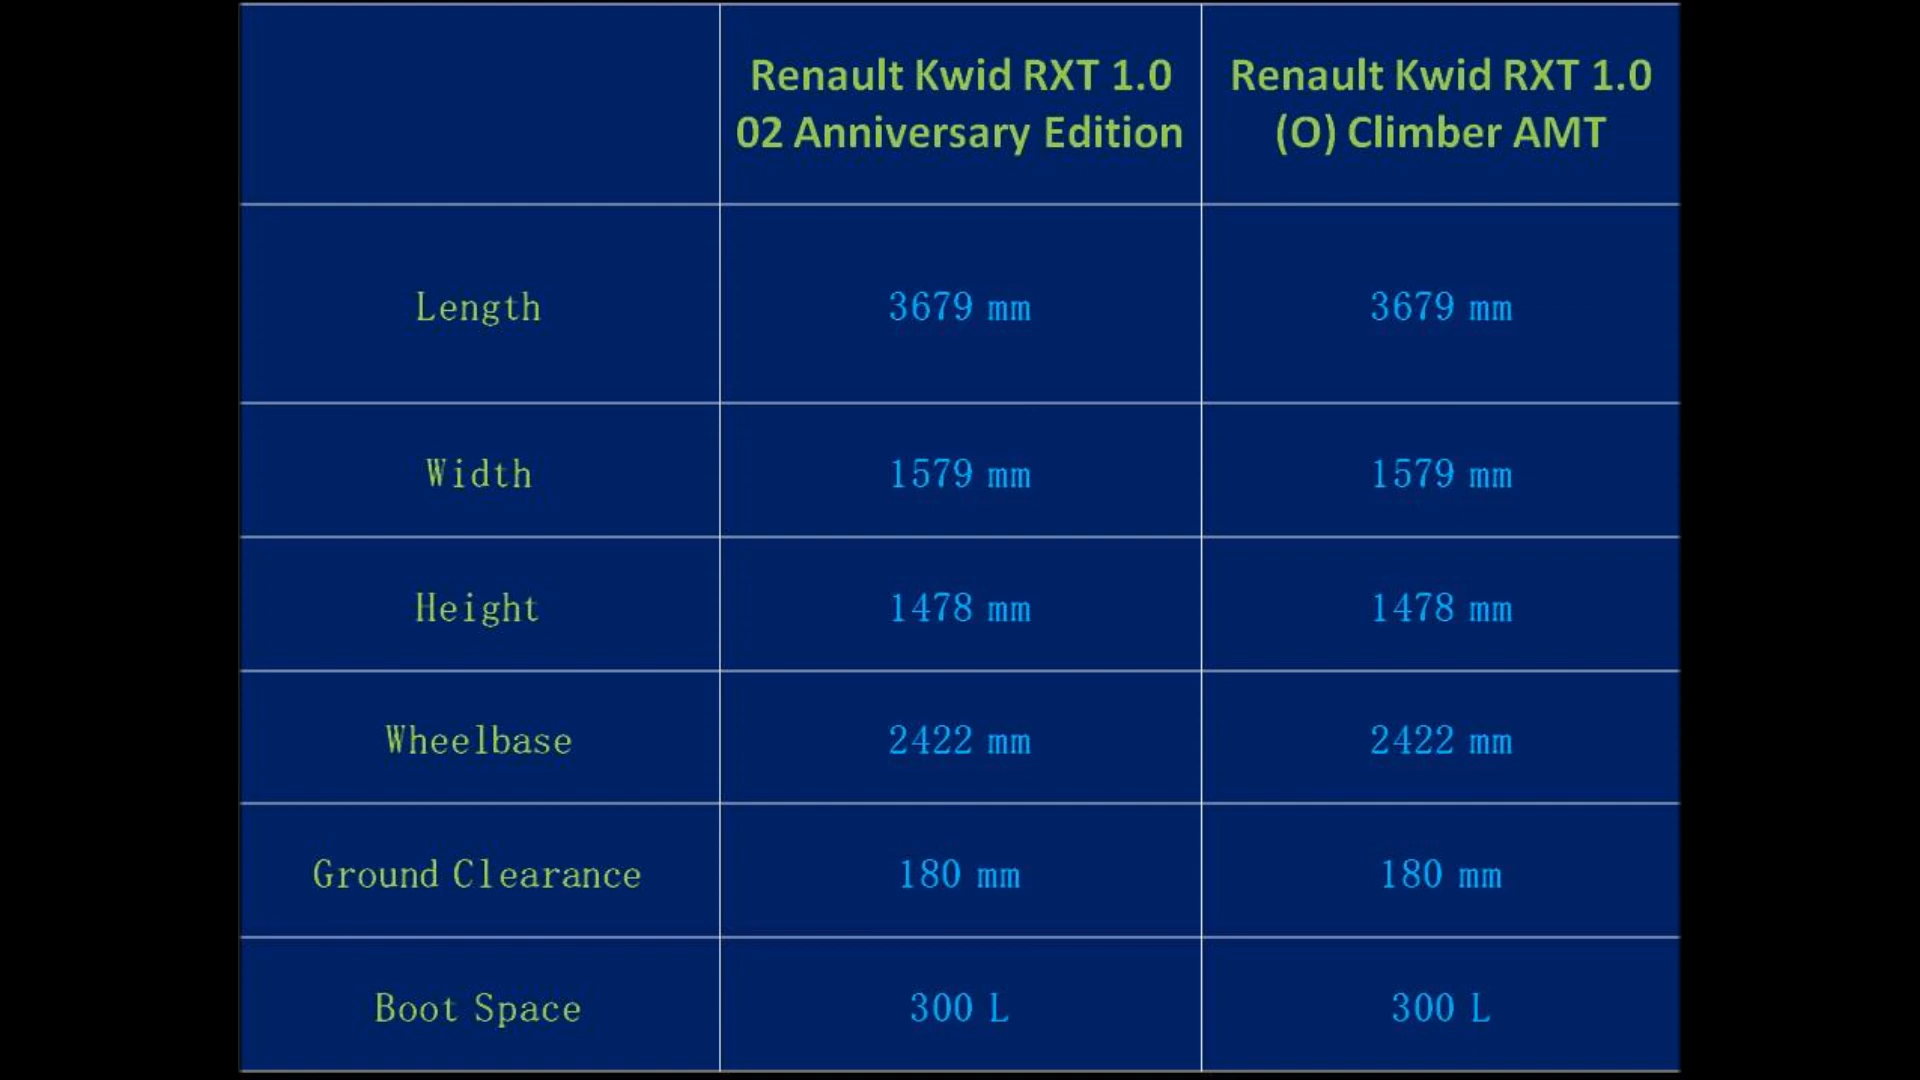 Renault Kwid RXT 1.0
02 Anniversary Edition
Renault Kwid RXT 1.0
(O) Climber AMT
Length 3679 mm 3679 mm
Width 1579 mm 1579 mm
Height 1478 mm 1478 mm
Wheelbase 2422 mm 2422 mm
Ground Clearance 180 mm 180 mm
Boot Space 300 L 300 L